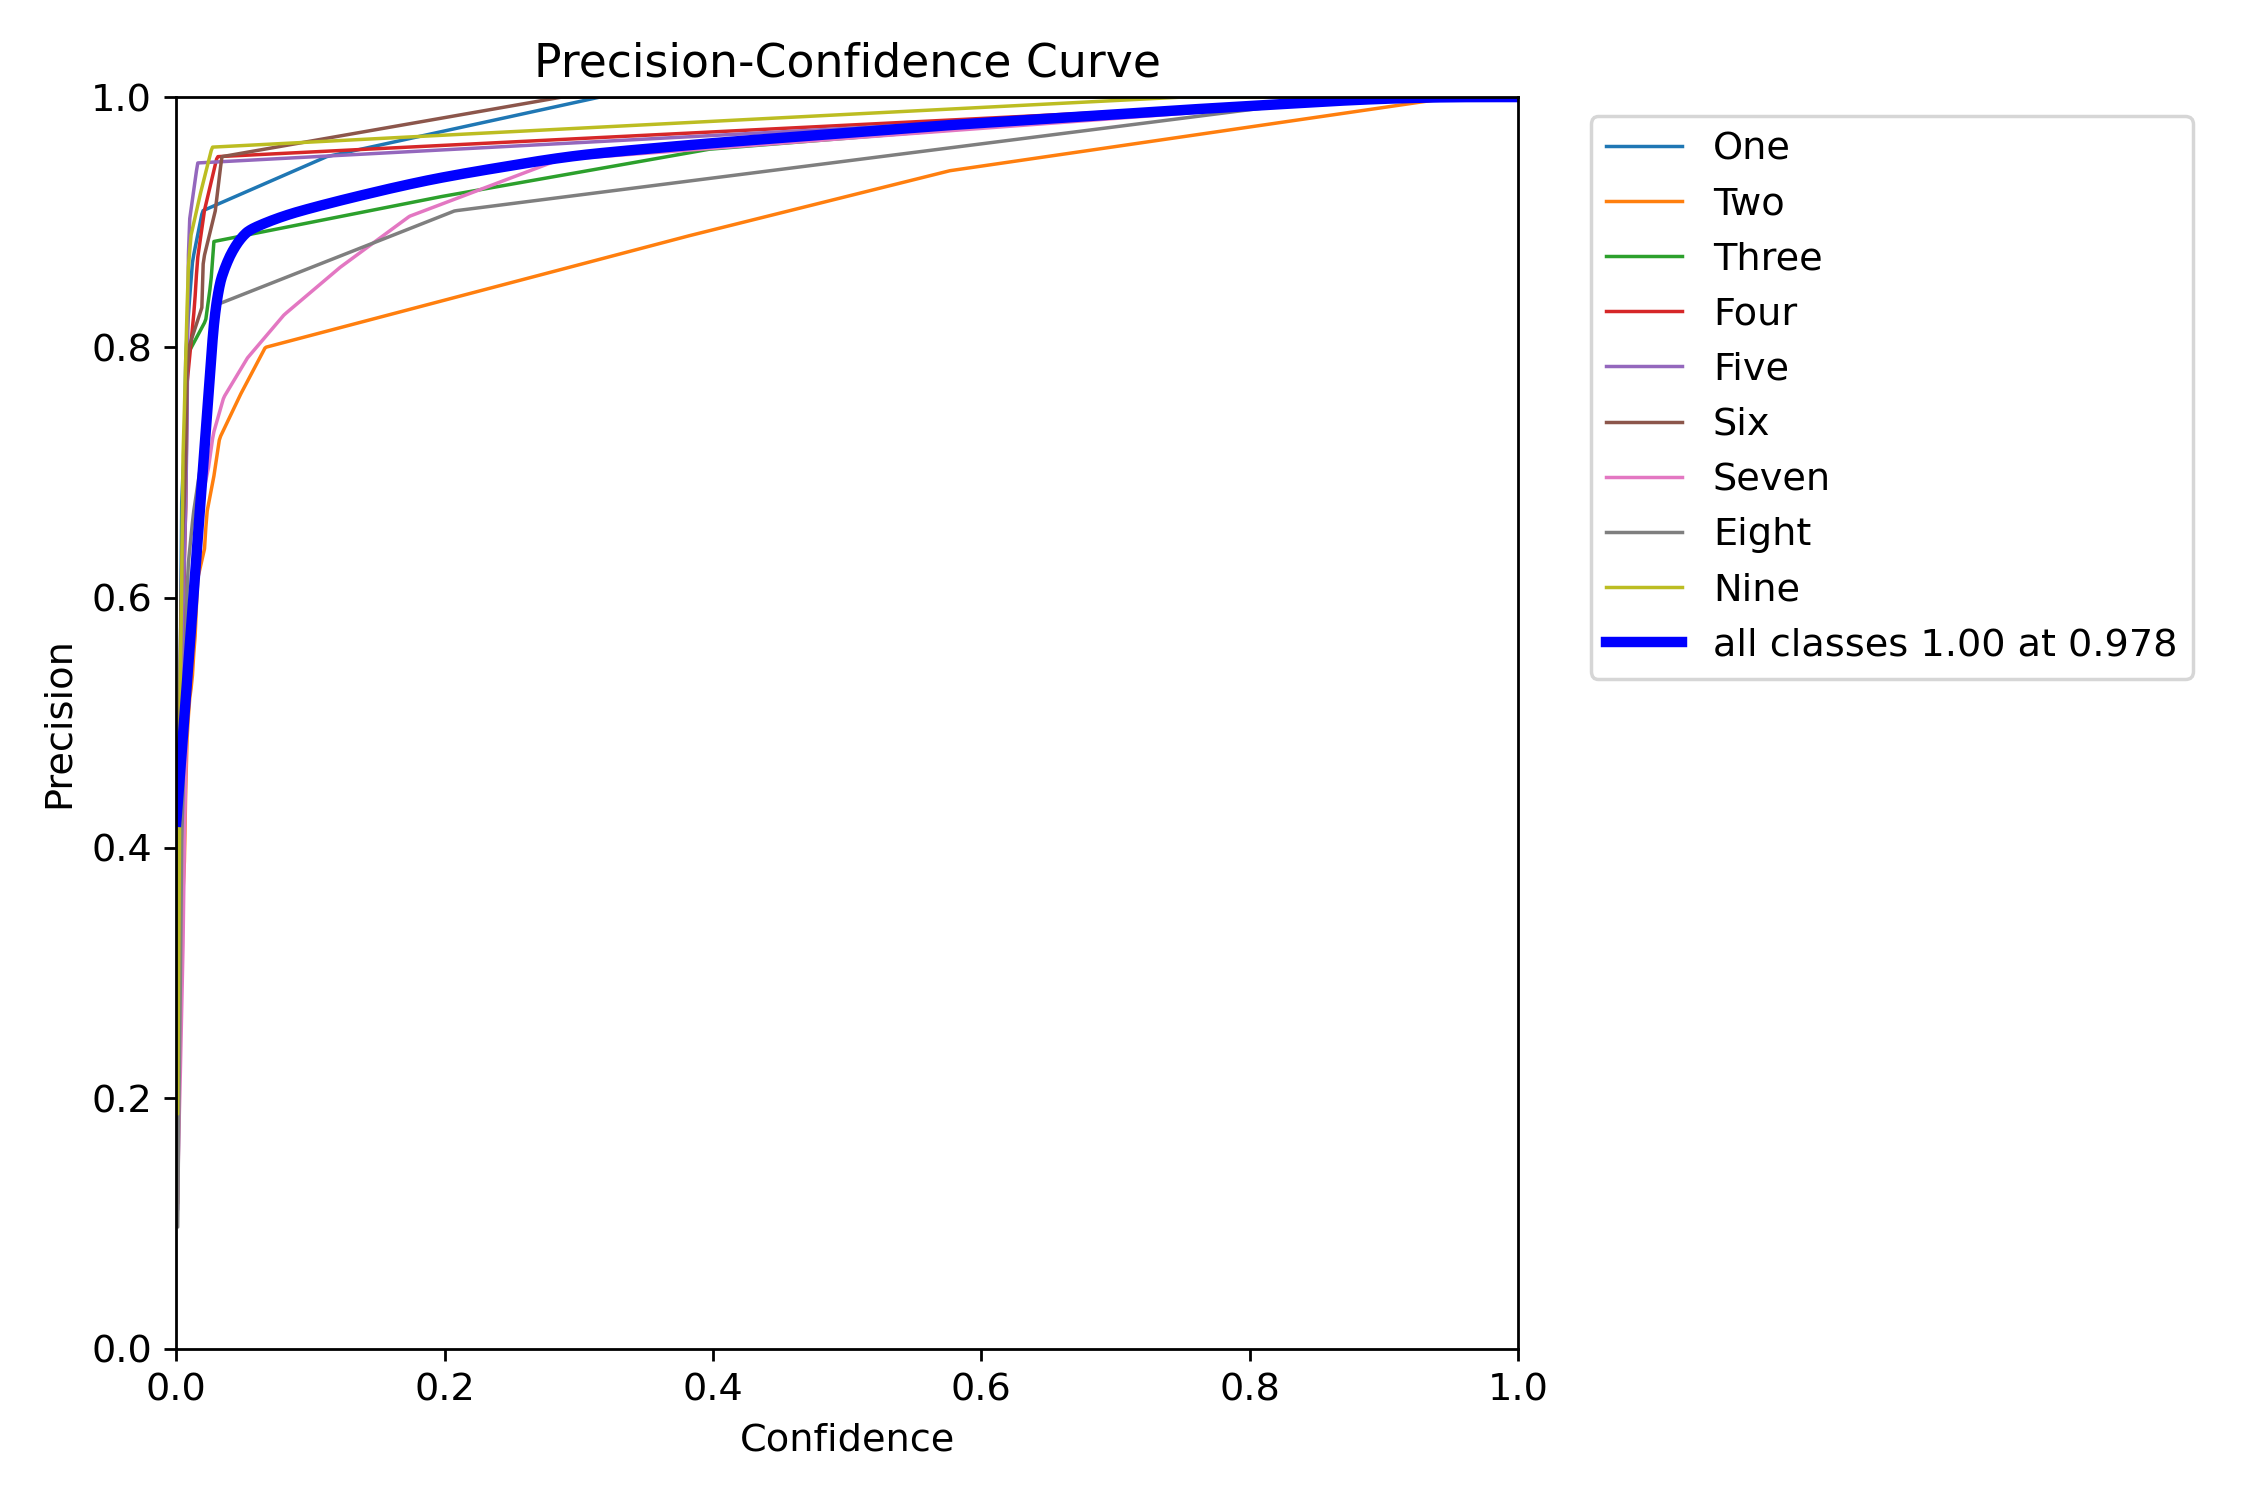 Precision-Confidence Curve
1.0
0.8
0.6
0.4
0.2
0.0
Precision
0.0 0.2 0.4 0.6 0.8 1.0
Confidence
One
Two
Three
Four
Five
Six
Seven
Eight
Nine
all classes 1.00 at 0.978